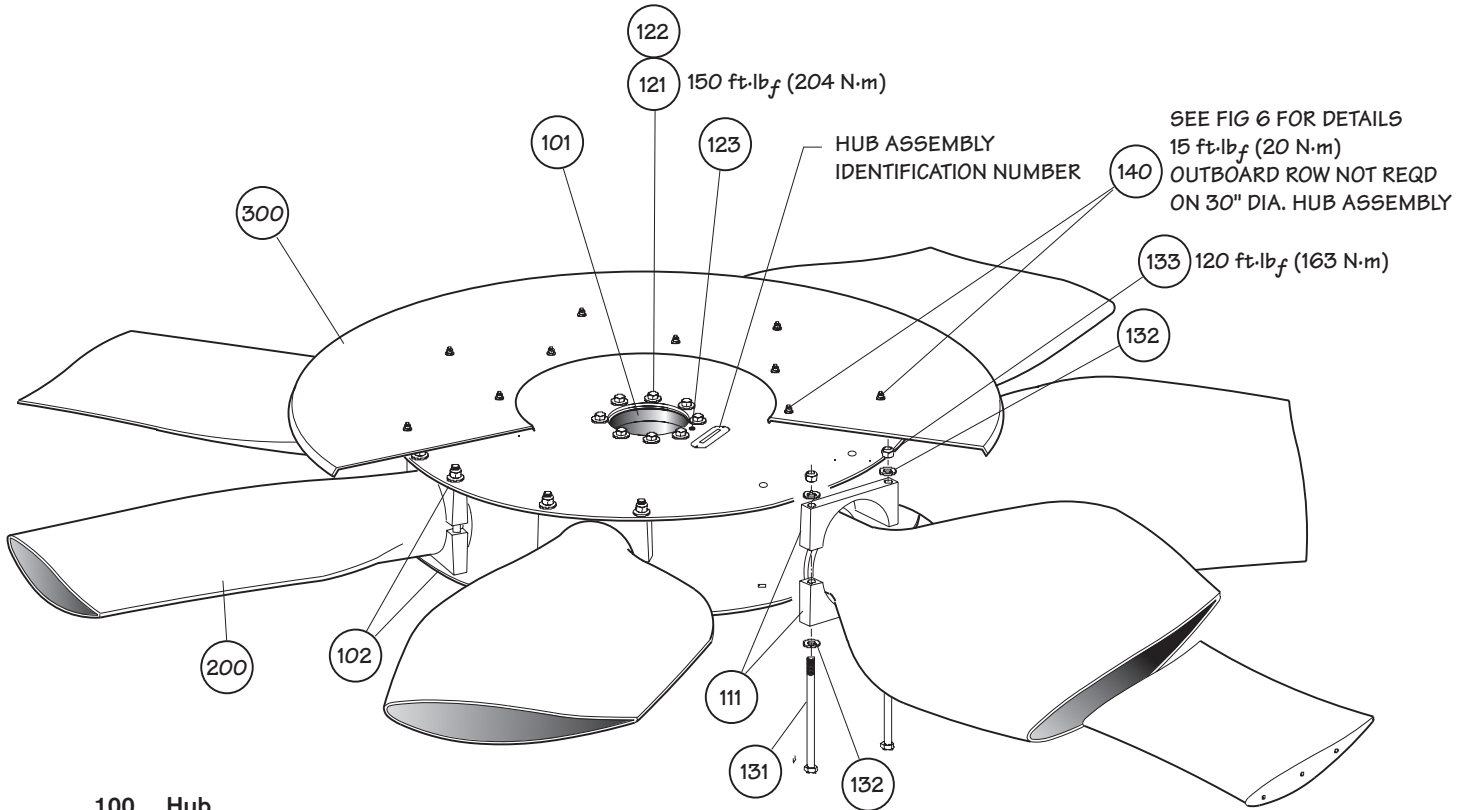 122
121 150 ft·lbf (204 N·m)
101
123
HUB ASSEMBLY
IDENTIFICATION NUMBER
SEE FIG 6 FOR DETAILS
140 15 ft·lbf (20 N·m)
OUTBOARD ROW NOT REQD
ON 30" DIA. HUB ASSEMBLY
300
133 120 ft·lbf (163 N·m)
132
200
102
111
131
132
100 Hub